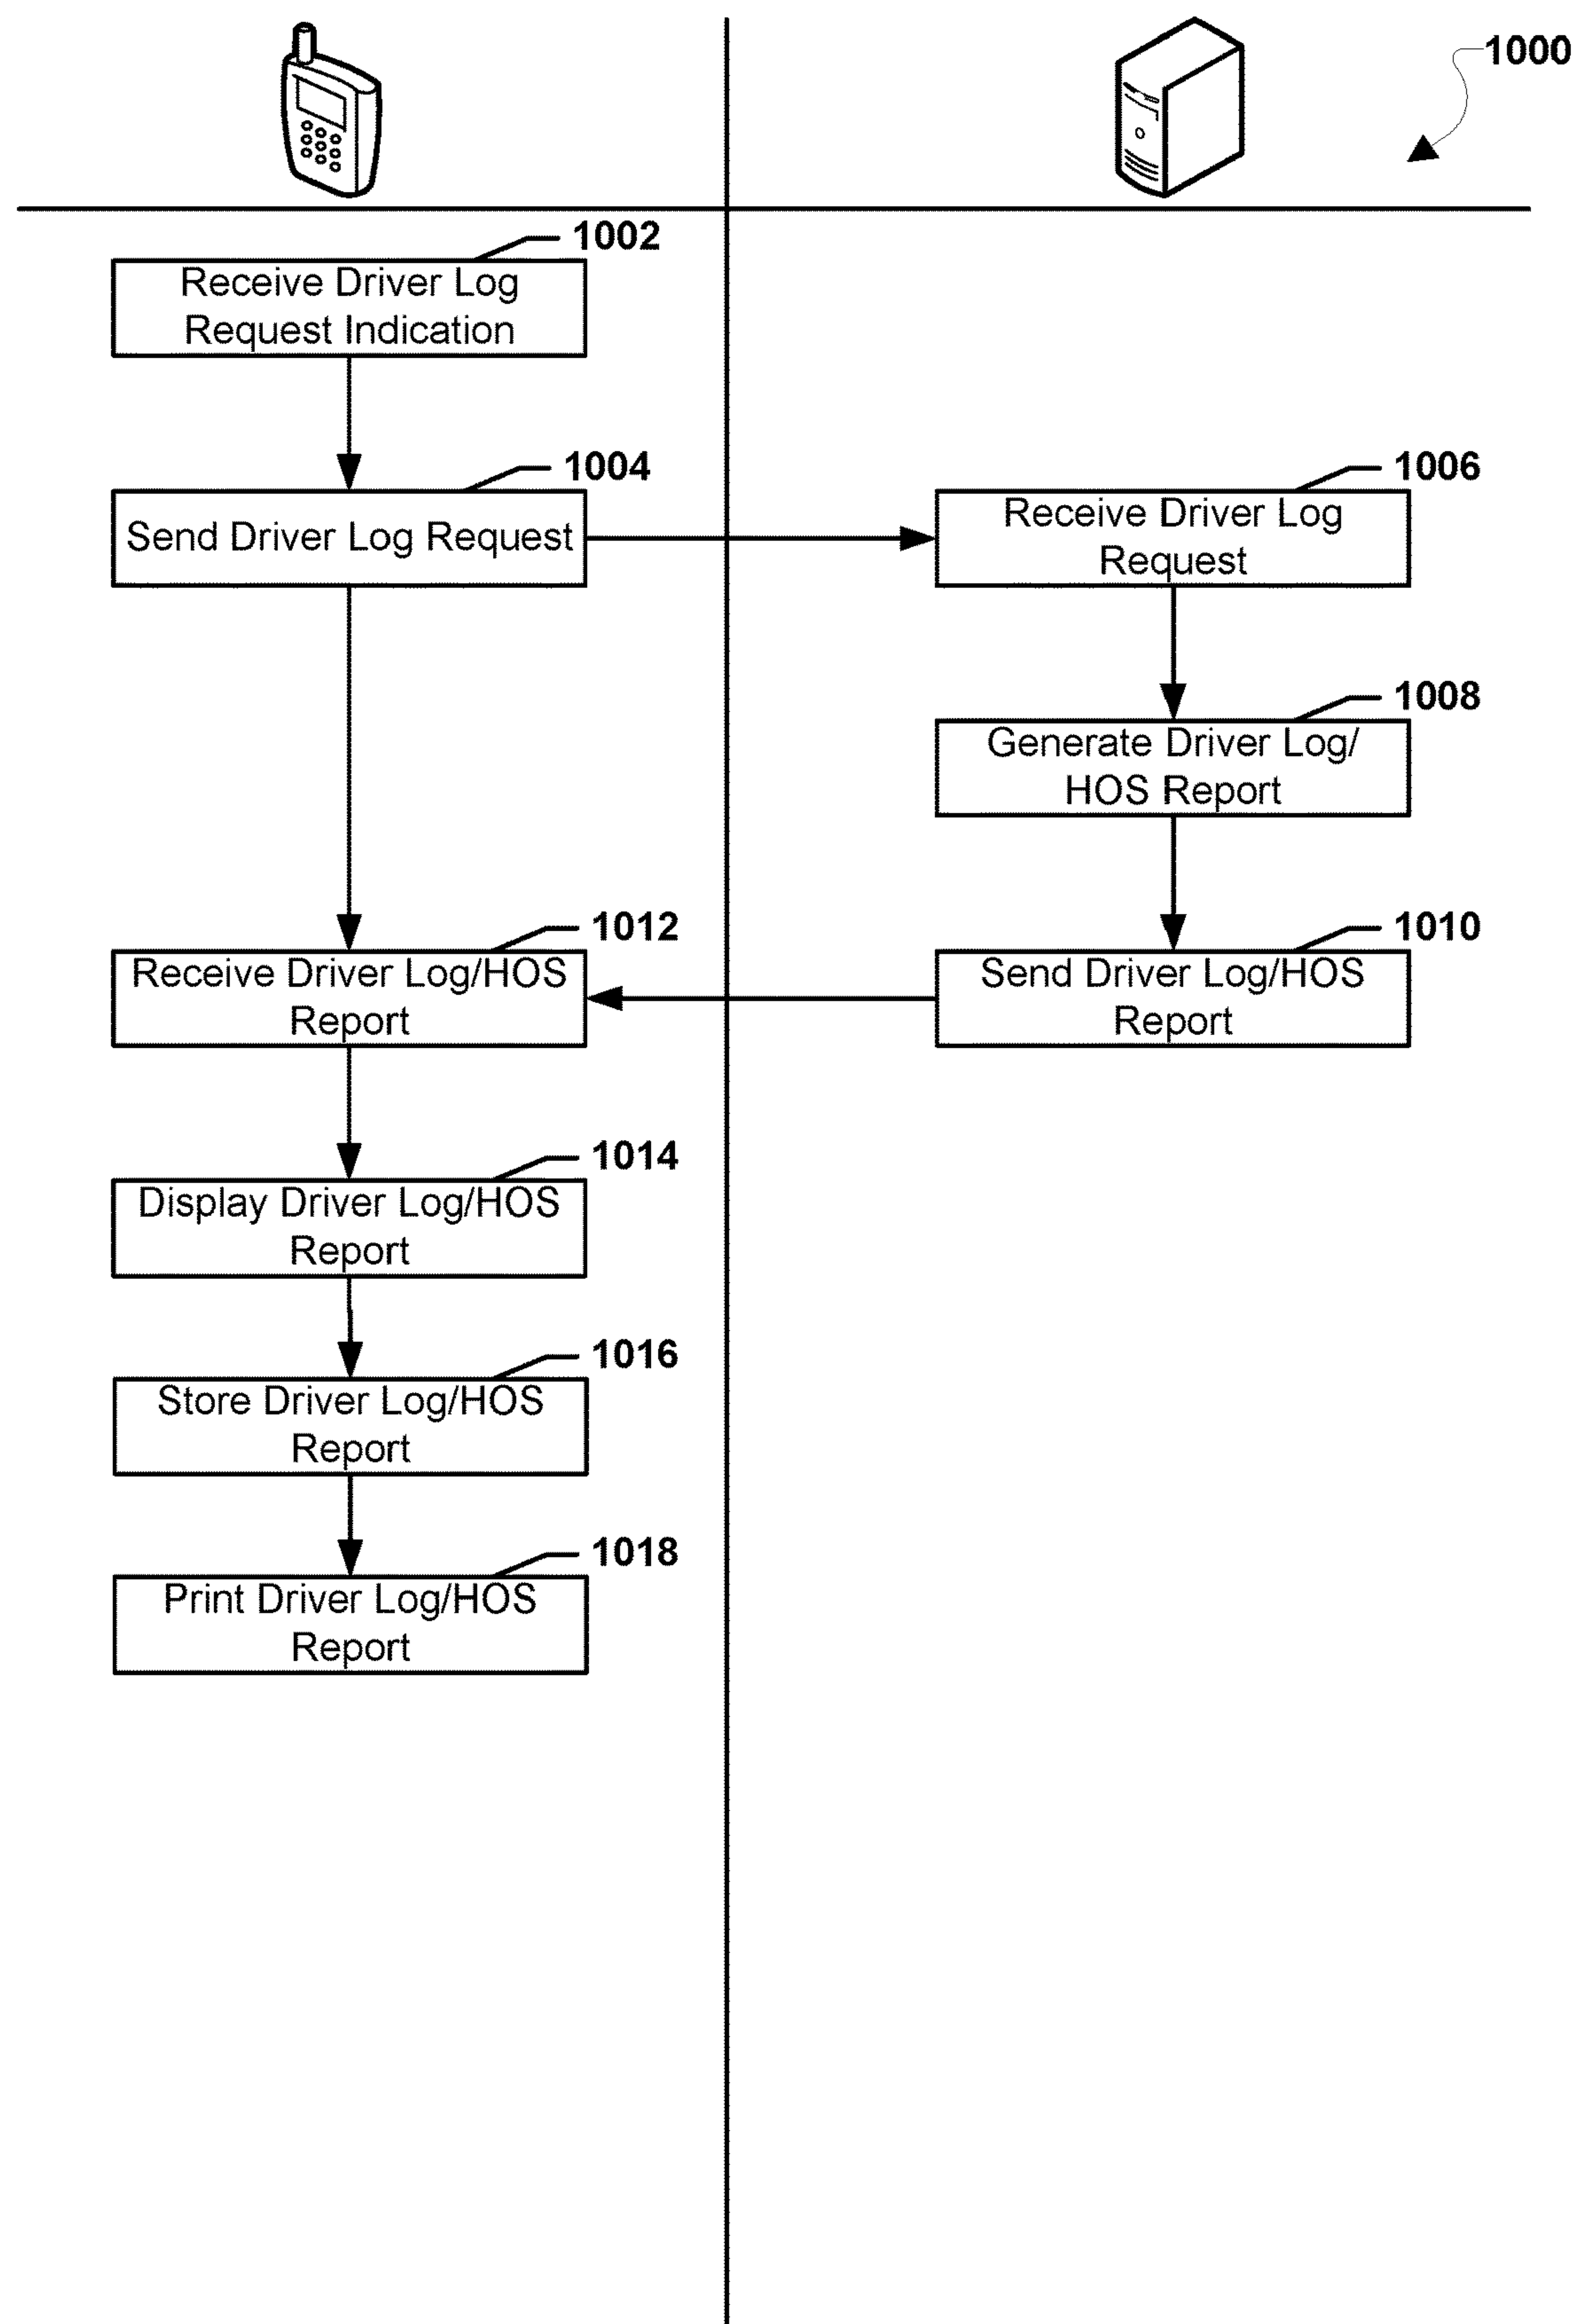 1000
1002
Receive Driver Log
Request Indication
1004
Send Driver Log Request
1006
Receive Driver Log
Request
1008
Generate Driver Log/
HOS Report
1012
Receive Driver Log/HOS
Report
1010
Send Driver Log/HOS
Report
1014
Display Driver Log/HOS
Report
1016
Store Driver Log/HOS
Report
1018
Print Driver Log/HOS
Report